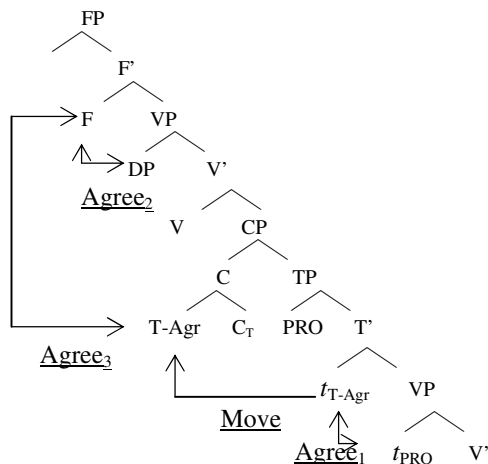 FP
F'
F VP
DP V'
Agree2
V CP
C TP
T-Agr CT PRO T'
Agree3
tT-Agr VP
Move
Agree1 tPRO V'